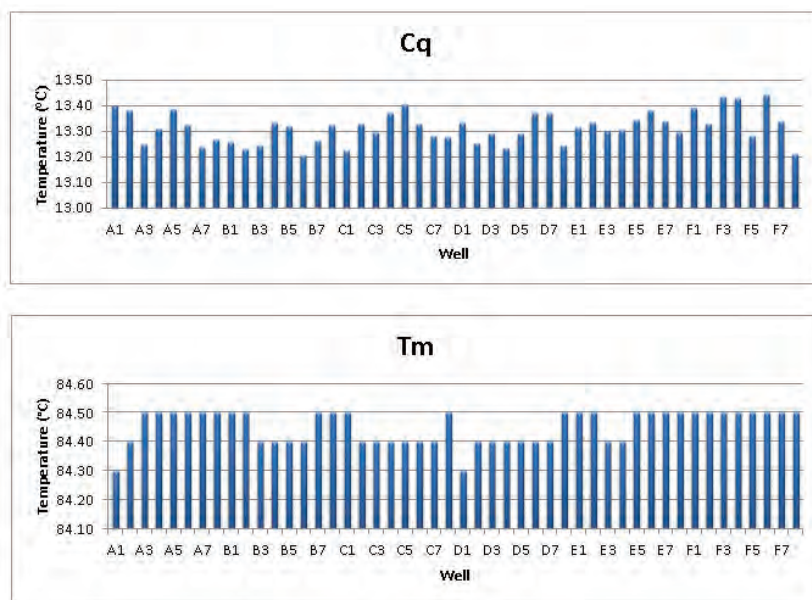 Cq
Temperature (°C)
13.50
13.40
13.30
13.20
13.10
13.00
A1 A3 A5 A7 B1 B3 B5 B7 C1 C3 C5 C7 D1 D3 D5 D7 E1 E3 E5 E7 F1 F3 F5 F7
Well
Tm
Temperature (°C)
84.60
84.50
84.40
84.30
84.20
84.10
A1 A3 A5 A7 B1 B3 B5 B7 C1 C3 C5 C7 D1 D3 D5 D7 E1 E3 E5 E7 F1 F3 F5 F7
Well